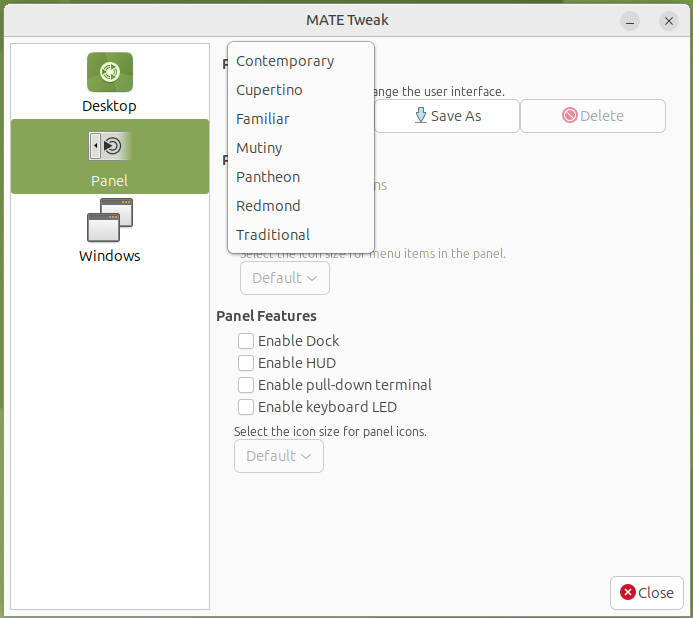 MATE Tweak
Desktop
Panel
Windows
Contemporary
Cupertino
Familiar
Mutiny
Pantheon
Redmond
Traditional
ange the user interface.
Save As
Delete
ns
Select the icon size for menu items in the panel.
Default
Panel Features
Enable Dock
Enable HUD
Enable pull-down terminal
Enable keyboard LED
Select the icon size for panel icons.
Default
Close